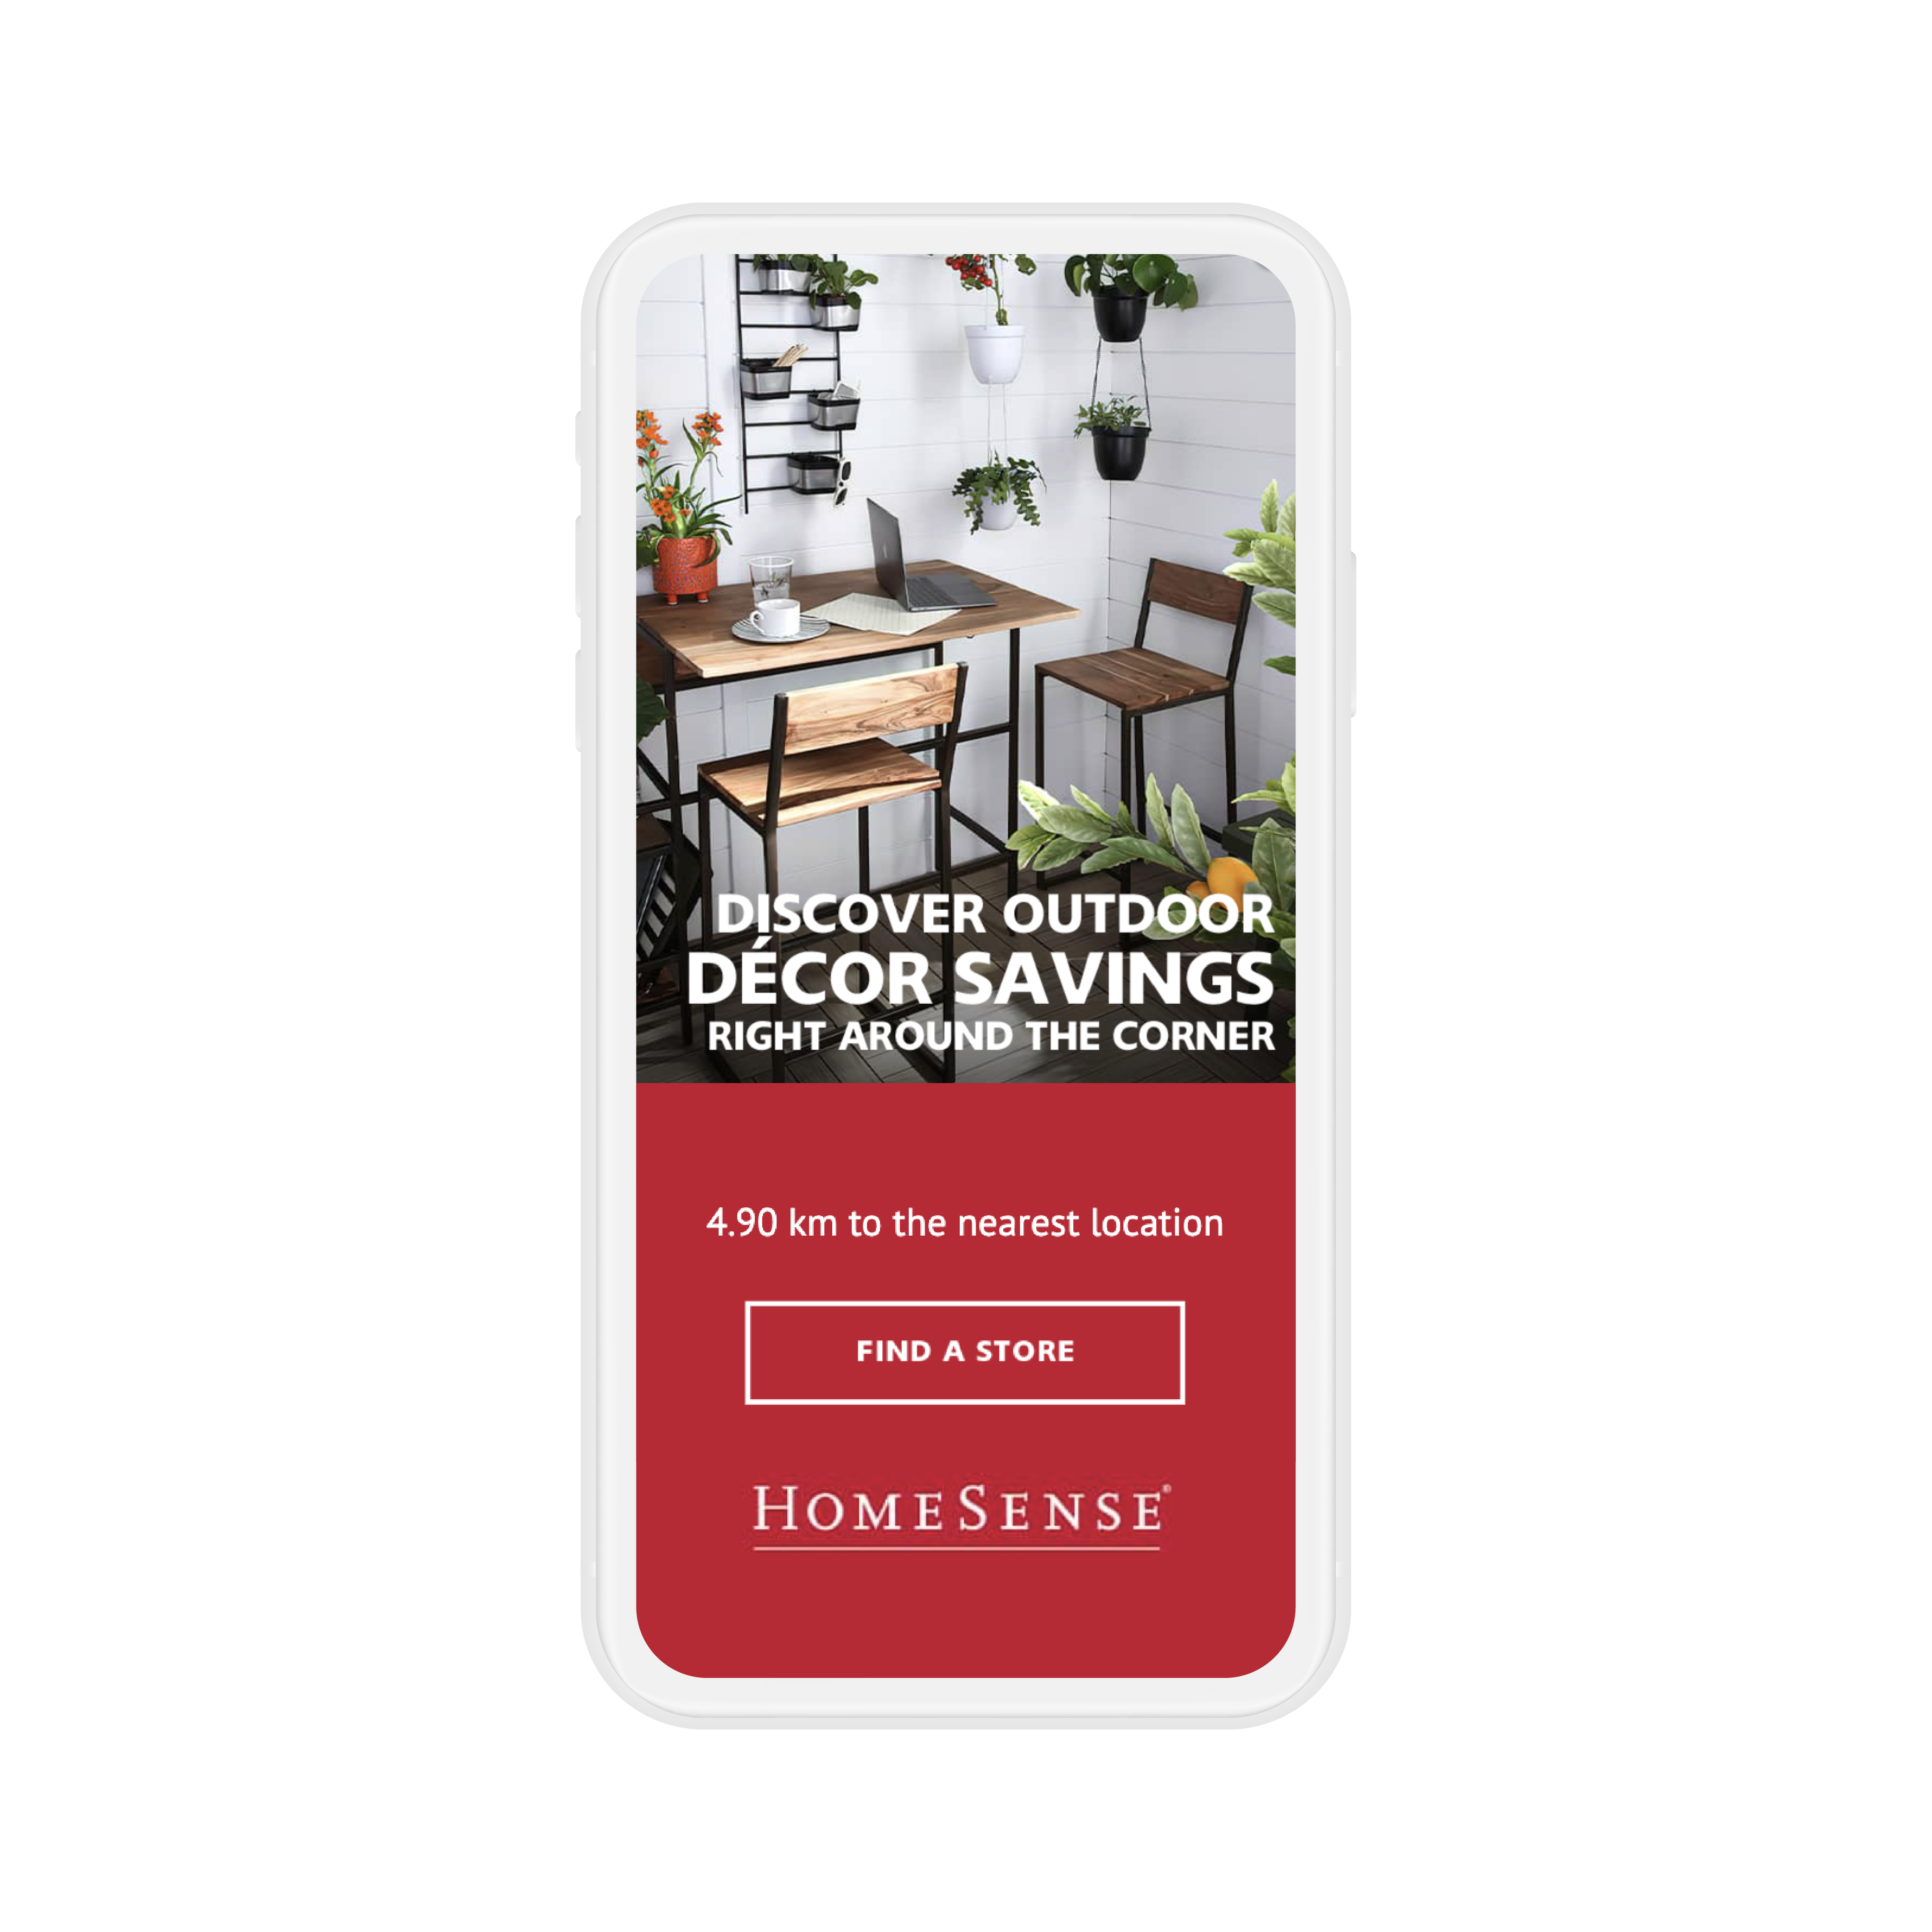 DISCOVER OUTDOOR
DÉCOR SAVINGS
RIGHT AROUND THE CORNER
4.90 km to the nearest location
FIND A STORE
HOMESENSE®